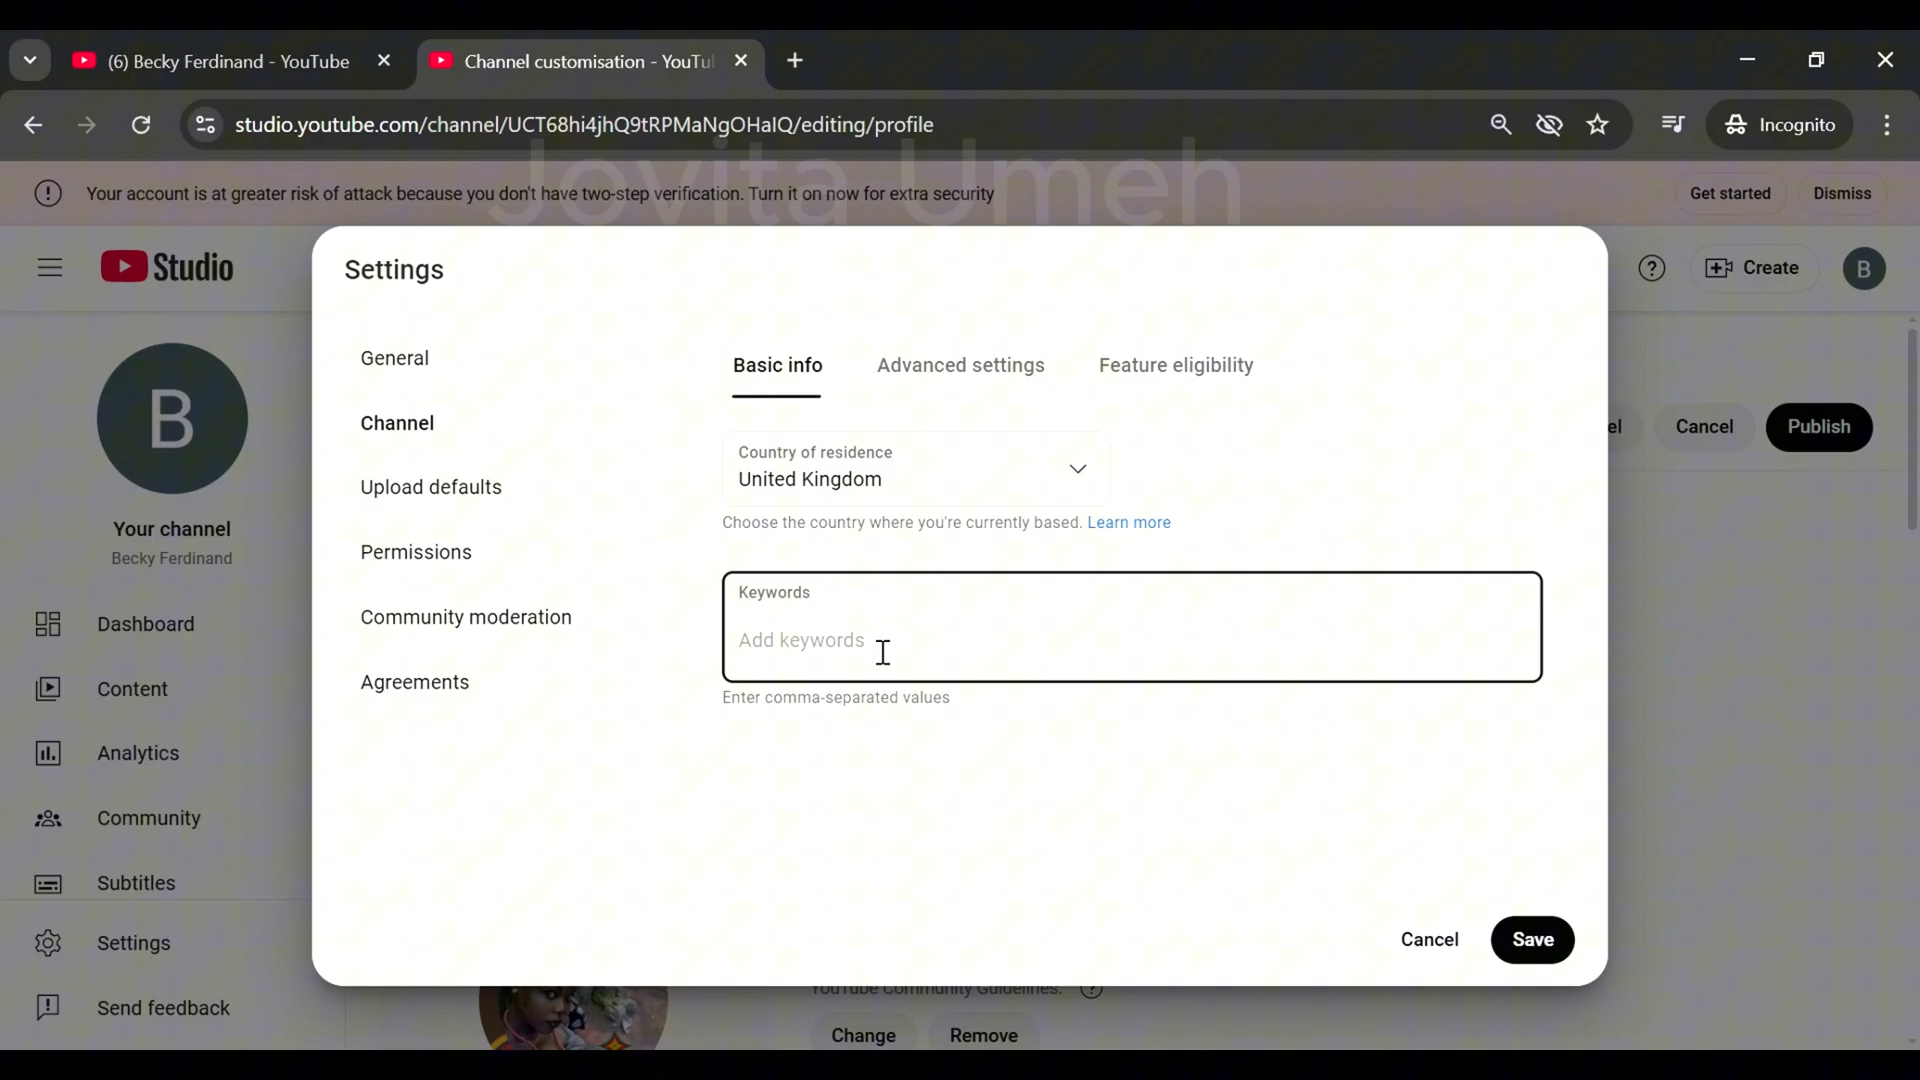 (6) Becky Ferdinand - YouTube
Channel customisation - YouTu
studio.youtube.com/channel/UCT68hi4jhQ9tRPMaNgOHaIQ/editing/profile
Incognito
Jovita Umeh
Your account is at greater risk of attack because you don't have two-step verification. Turn it on now for extra security
Get started
Dismiss
Studio
Create
B
Settings
B
Your channel
Becky Ferdinand
Dashboard
Content
Analytics
Community
Subtitles
Settings
Send feedback
General
Channel
Upload defaults
Permissions
Community moderation
Agreements
Basic info
Advanced settings
Feature eligibility
Country of residence
United Kingdom
Choose the country where you're currently based. Learn more
Keywords
Add keywords
Enter comma-separated values
Cancel
Save
el
Cancel
Publish
YouTube Community Guidelines.
Change
Remove